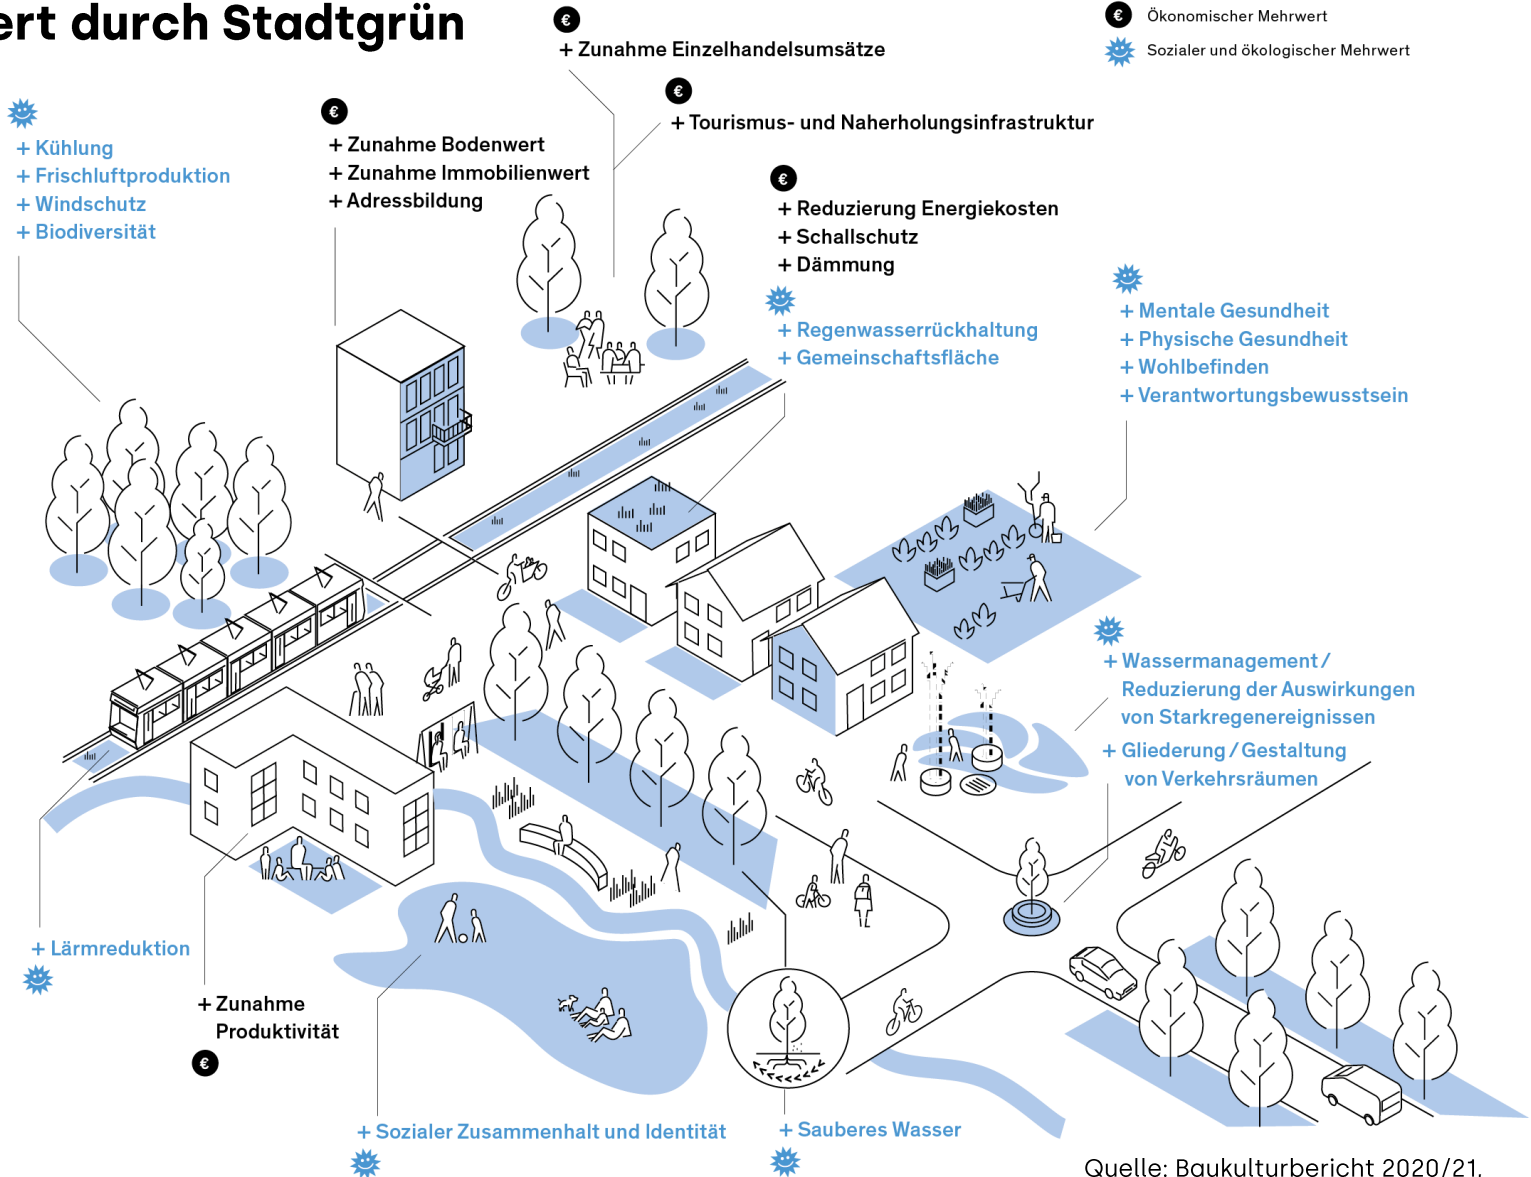 ert durch Stadtgrün
€ Ökonomischer Mehrwert
Sozialer und ökologischer Mehrwert
€
+ Zunahme Einzelhandelsumsätze
€
+ Tourismus- und Naherholungsinfrastruktur
+ Kühlung
+ Frischluftproduktion
+ Windschutz
+ Biodiversität
€
+ Zunahme Bodenwert
+ Zunahme Immobilienwert
+ Adressbildung
€
+ Reduzierung Energiekosten
+ Schallschutz
+ Dämmung
+ Regenwasserrückhaltung
+ Gemeinschaftsfläche
+ Mentale Gesundheit
+ Physische Gesundheit
+ Wohlbefinden
+ Verantwortungsbewusstsein
+ Wassermanagement /
Reduzierung der Auswirkungen
von Starkregenereignissen
+ Gliederung / Gestaltung
von Verkehrsräumen
+ Lärmreduktion
+ Zunahme
Produktivität
€
+ Sozialer Zusammenhalt und Identität
+ Sauberes Wasser
Quelle: Baukulturbericht 2020/21.